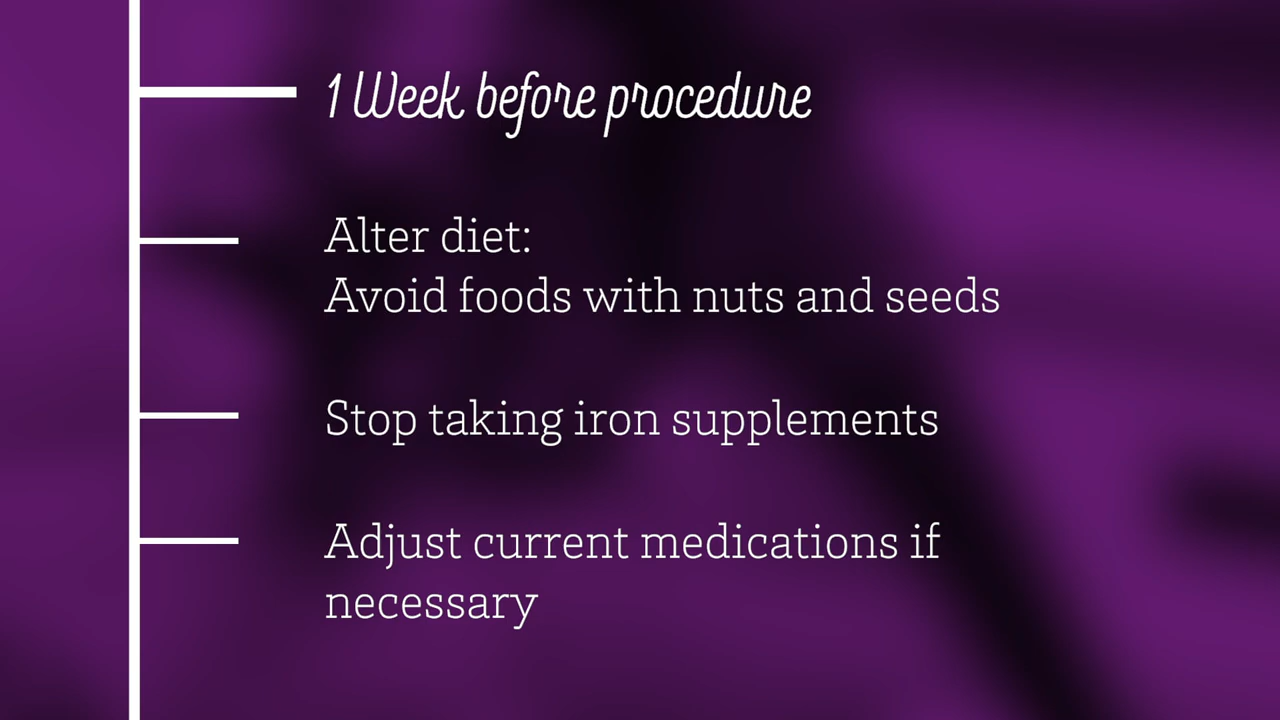 1 Week before procedure
Alter diet:
Avoid foods with nuts and seeds
Stop taking iron supplements
Adjust current medications if
necessary